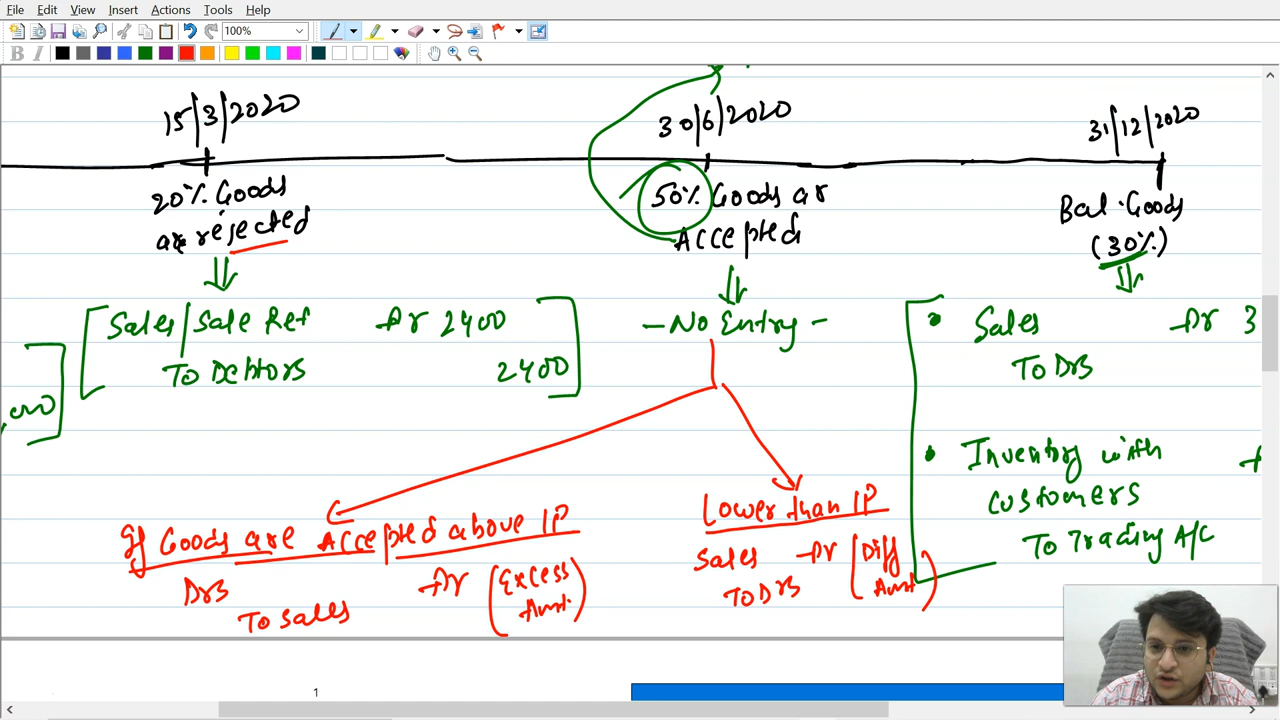 File Edit View Insert Actions Tools Help
100%
B I
15/3/2020
30/6/2020
31/12/2020
20% Goods
are rejected
50% Goods ar
Accepted
Bal. Goods
(30%)
Sales/Sale Ret Dr 2400
To Debtors 2400
-No Entry-
Sales Dr 3
To Drs
Inventory with
customers
To Trading A/c
If Goods are Accepted above IP
Drs Dr (Excess
Amt.)
To Sales
Lower than IP
Sales Dr (Diff
To Drs Amt)
1